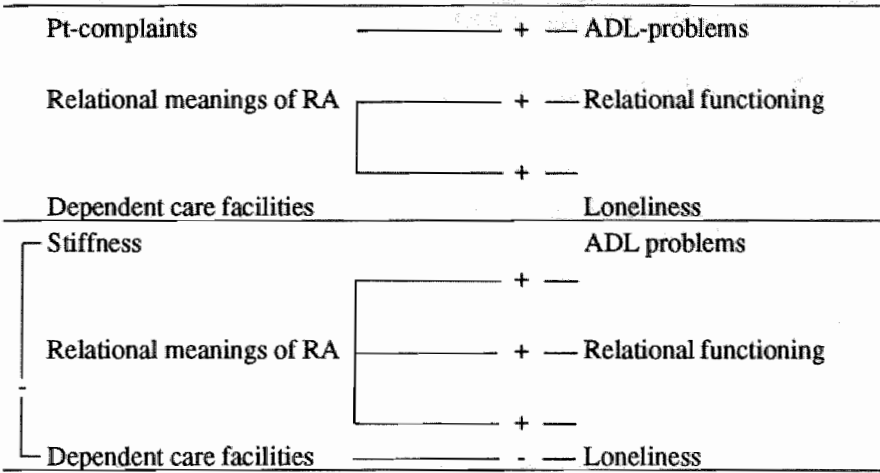 Pt-complaints + ADL-problems
Relational meanings of RA + Relational functioning
+
Dependent care facilities Loneliness
Stiffness ADL problems
+
Relational meanings of RA + Relational functioning
-
+
Dependent care facilities - Loneliness